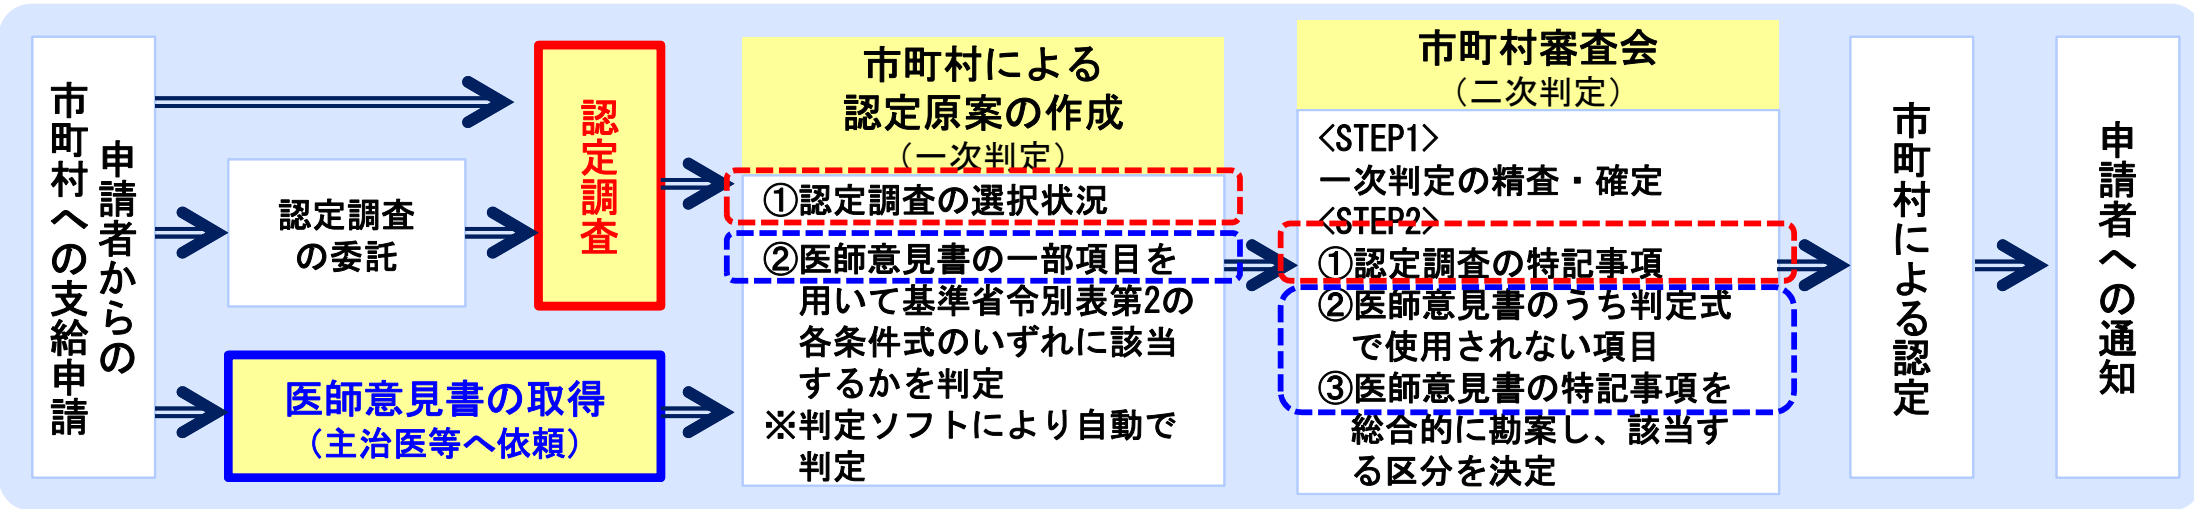 申請者からの
市町村への支給申請
認定調査
の委託
認定調査
医師意見書の取得
（主治医等へ依頼）
市町村による
認定原案の作成
（一次判定）
①認定調査の選択状況
②医師意見書の一部項目を
用いて基準省令別表第2の
各条件式のいずれに該当
するかを判定
※判定ソフトにより自動で
判定
市町村審査会
（二次判定）
<STEP1>
一次判定の精査・確定
<STEP2>
①認定調査の特記事項
②医師意見書のうち判定式
で使用されない項目
③医師意見書の特記事項を
総合的に勘案し、該当す
る区分を決定
市町村による認定
申請者への通知